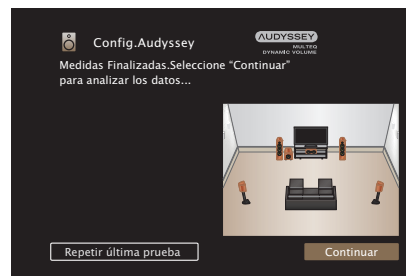 Config.Audyssey
AUDYSSEY
MULTEQ
DYNAMIC VOLUME
Medidas Finalizadas.Seleccione “Continuar”
para analizar los datos...
Repetir última prueba
Continuar